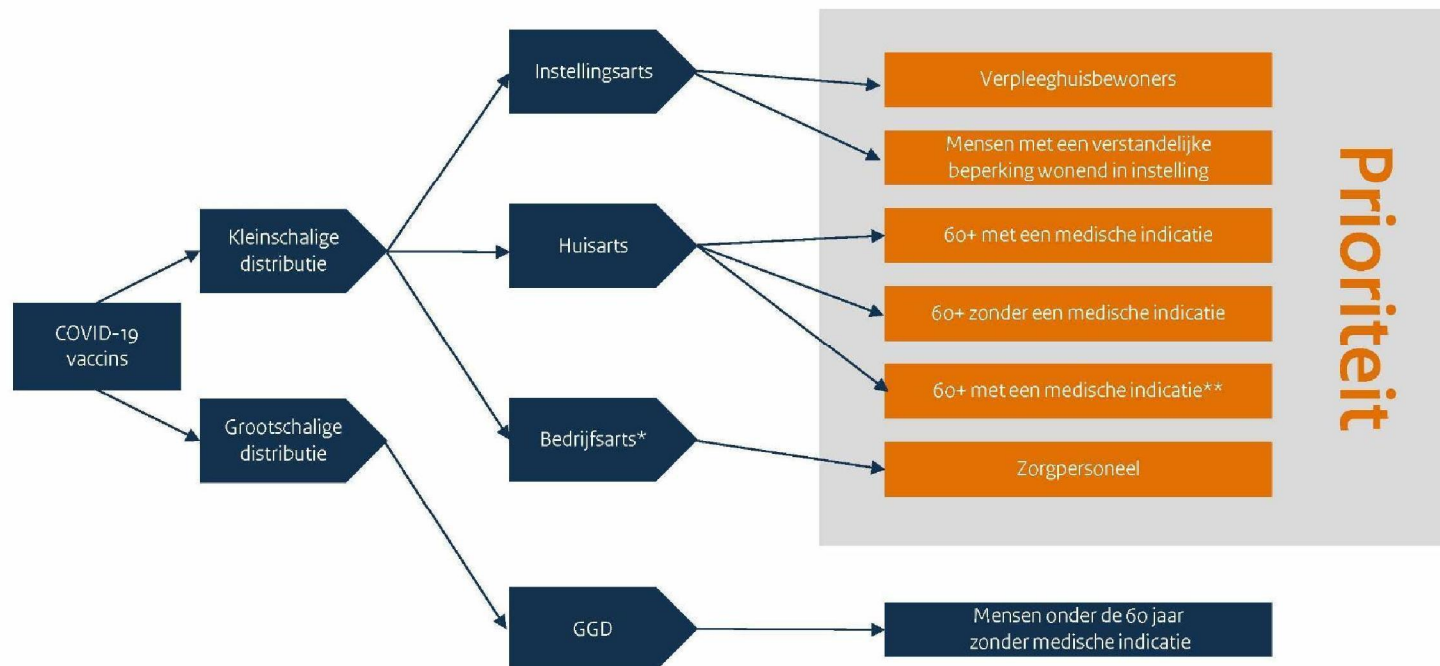 COVID-19
vaccins
Kleinschalige
distributie
Grootschalige
distributie
Instellingsarts
Huisarts
Bedrijfsarts*
GGD
Verpleeghuisbewoners
Mensen met een verstandelijke
beperking wonend in instelling
60+ met een medische indicatie
60+ zonder een medische indicatie
60+ met een medische indicatie**
Zorgpersoneel
Mensen onder de 60 jaar
zonder medische indicatie
Prioriteit